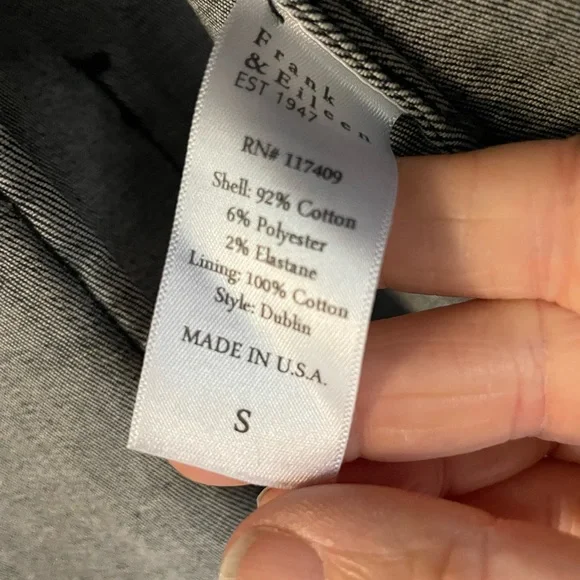 Frank
& Eileen
EST 1947
RN# 117409
Shell: 92% Cotton
6% Polyester
2% Elastane
Lining: 100% Cotton
Style: Dublin
MADE IN U.S.A.
S